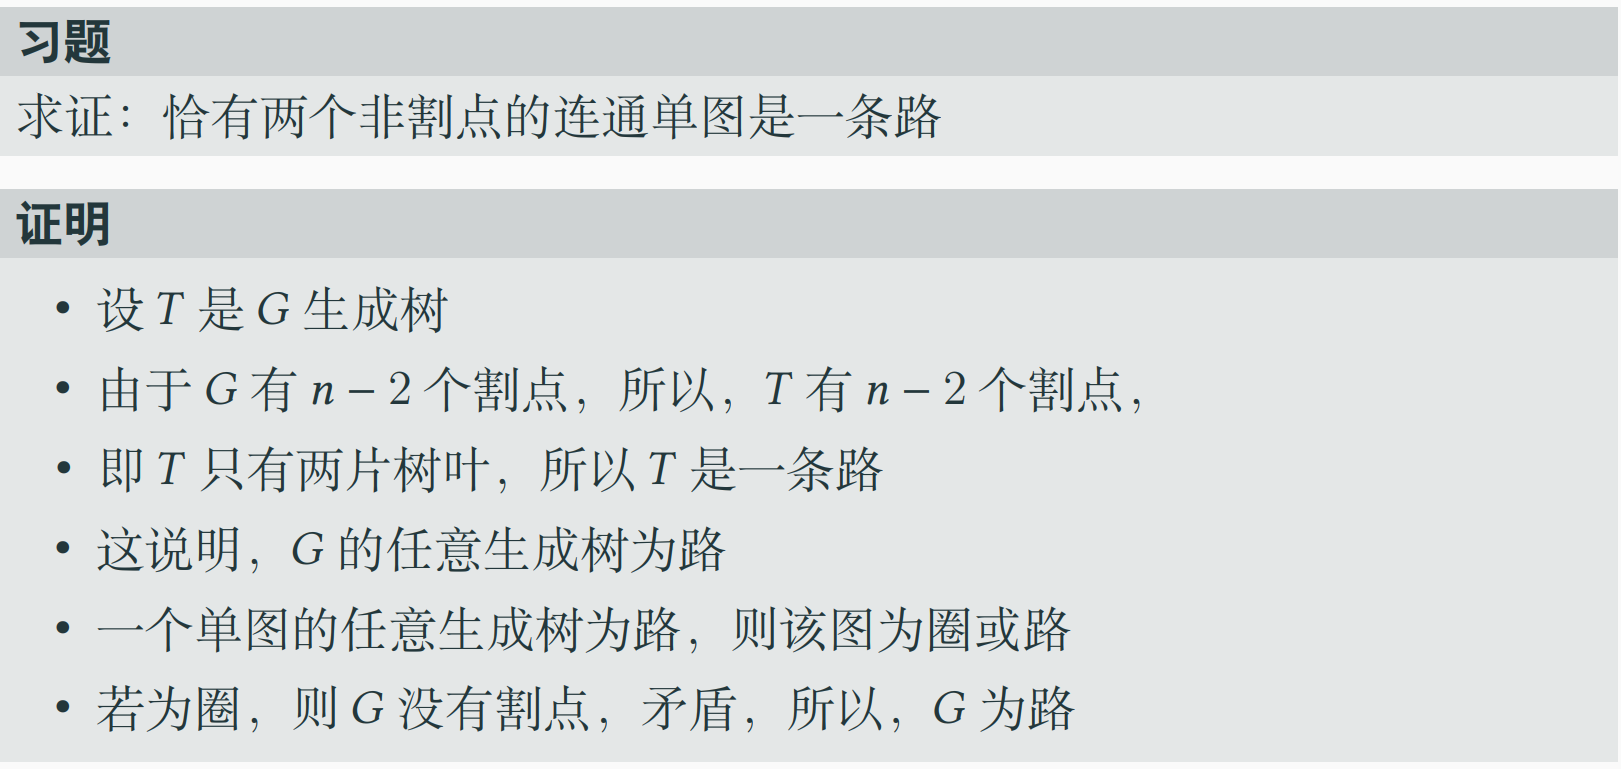 习题
求证：恰有两个非割点的连通单图是一条路
证明
• 设 T 是 G 生成树
• 由于 G 有 n − 2 个割点，所以，T 有 n − 2 个割点，
• 即 T 只有两片树叶，所以 T 是一条路
• 这说明，G 的任意生成树为路
• 一个单图的任意生成树为路，则该图为圈或路
• 若为圈，则 G 没有割点，矛盾，所以，G 为路